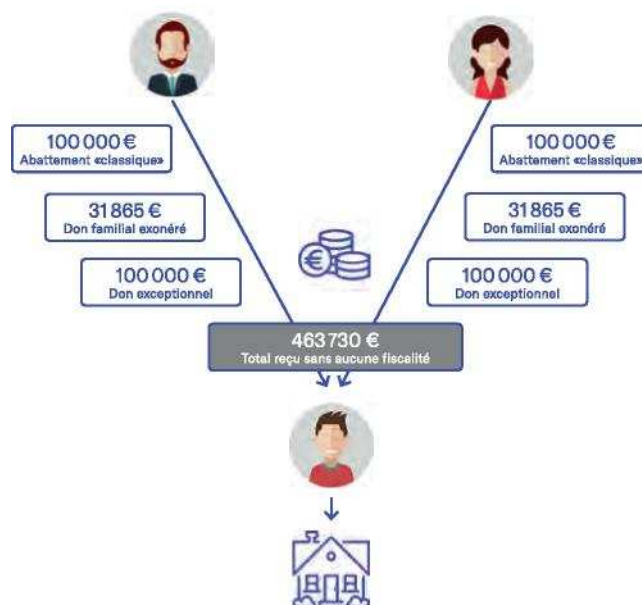 100 000 €
Abattement «classique»
100 000 €
Abattement «classique»
31 865 €
Don familial exonéré
31 865 €
Don familial exonéré
100 000 €
Don exceptionnel
100 000 €
Don exceptionnel
463 730 €
Total reçu sans aucune fiscalité